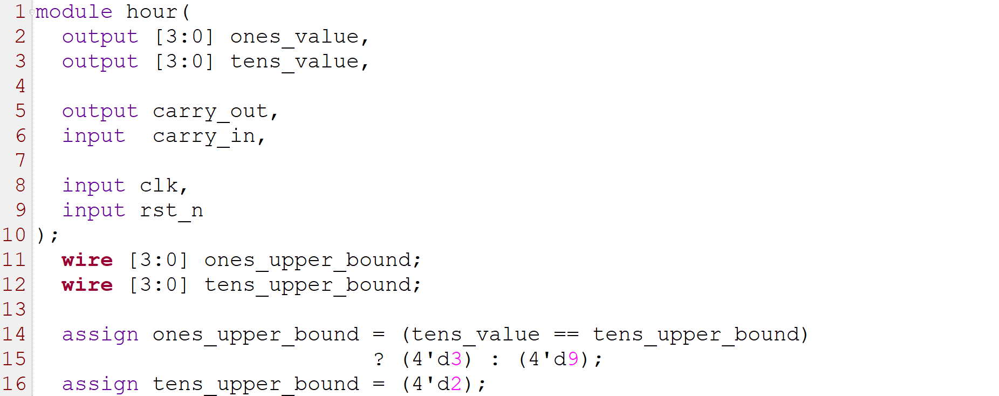 1 module hour(
2   output [3:0] ones_value,
3   output [3:0] tens_value,
4
5   output carry_out,
6   input  carry_in,
7
8   input clk,
9   input rst_n
10 );
11   wire [3:0] ones_upper_bound;
12   wire [3:0] tens_upper_bound;
13
14   assign ones_upper_bound = (tens_value == tens_upper_bound)
15                           ? (4'd3) : (4'd9);
16   assign tens_upper_bound = (4'd2);